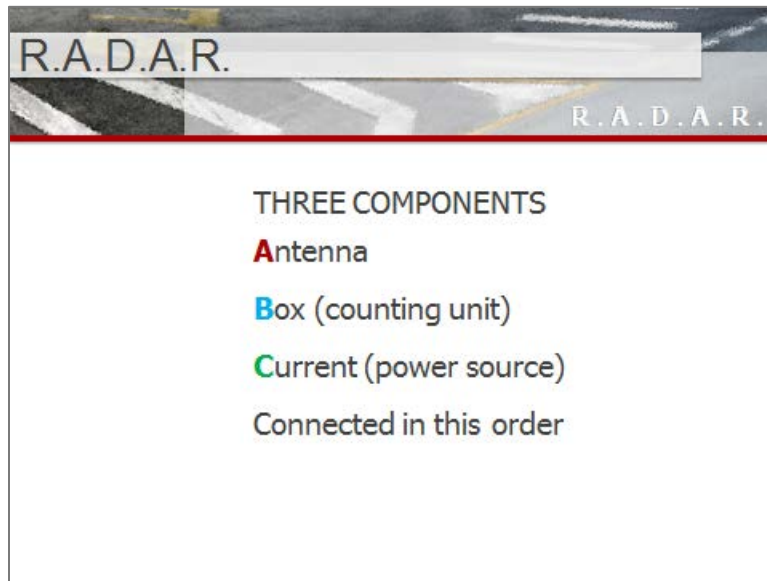 R.A.D.A.R.
R.A.D.A.R.
THREE COMPONENTS
Antenna
Box (counting unit)
Current (power source)
Connected in this order